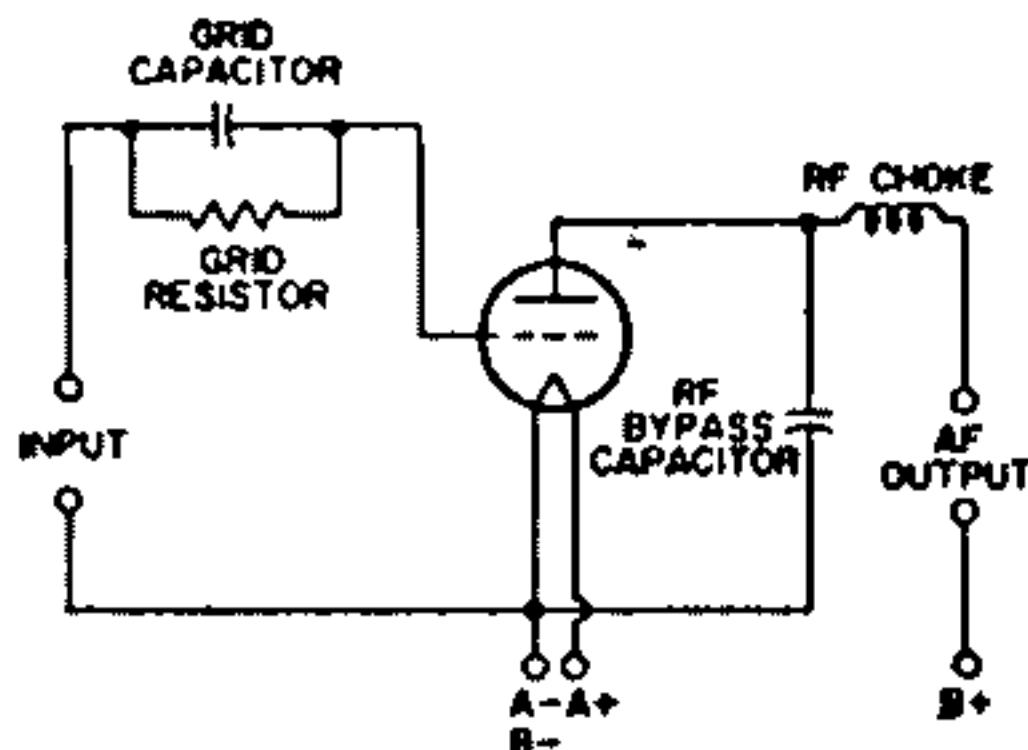 GRID
CAPACITOR
GRID
RESISTOR
RF CHOKE
INPUT
RF
BYPASS
CAPACITOR
AF
OUTPUT
A- A+
B-
B+